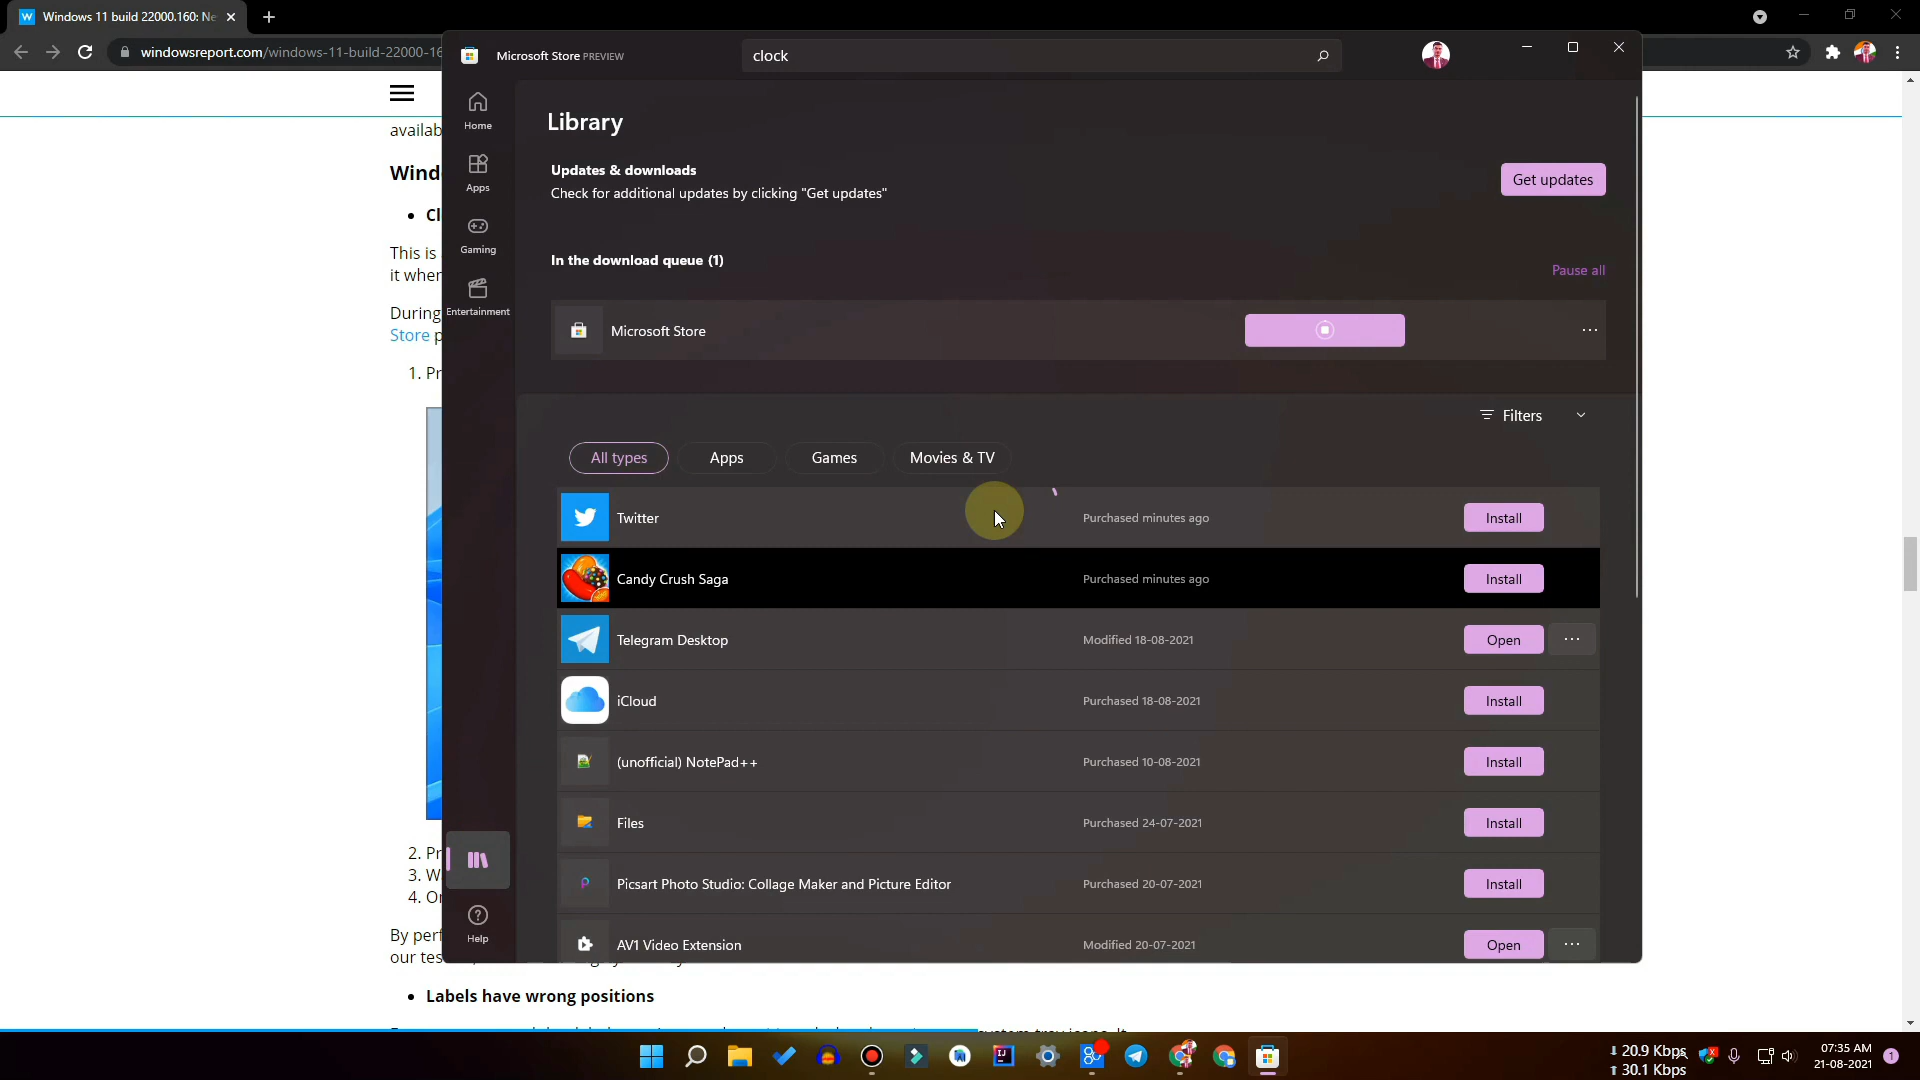 Windows 11 build 22000.160: Ne
windowsreport.com/windows-11-build-22000-16
Microsoft Store PREVIEW
clock
Home
Apps
Gaming
Entertainment
Help
Library
Updates & downloads
Check for additional updates by clicking "Get updates"
Get updates
In the download queue (1)
Pause all
Microsoft Store
Filters
All types
Apps
Games
Movies & TV
Twitter
Purchased minutes ago
Install
Candy Crush Saga
Purchased minutes ago
Install
Telegram Desktop
Modified 18-08-2021
Open
iCloud
Purchased 18-08-2021
Install
(unofficial) NotePad++
Purchased 10-08-2021
Install
Files
Purchased 24-07-2021
Install
Picsart Photo Studio: Collage Maker and Picture Editor
Purchased 20-07-2021
Install
AV1 Video Extension
Modified 20-07-2021
Open
availab
Wind
• Cl
This is
it when
During
Store p
1. Pr
2. Pr
3. W
4. Or
By perf
our tes
• Labels have wrong positions
system tray icons. It
20.9 Kbps
30.1 Kbps
07:35 AM
21-08-2021
1